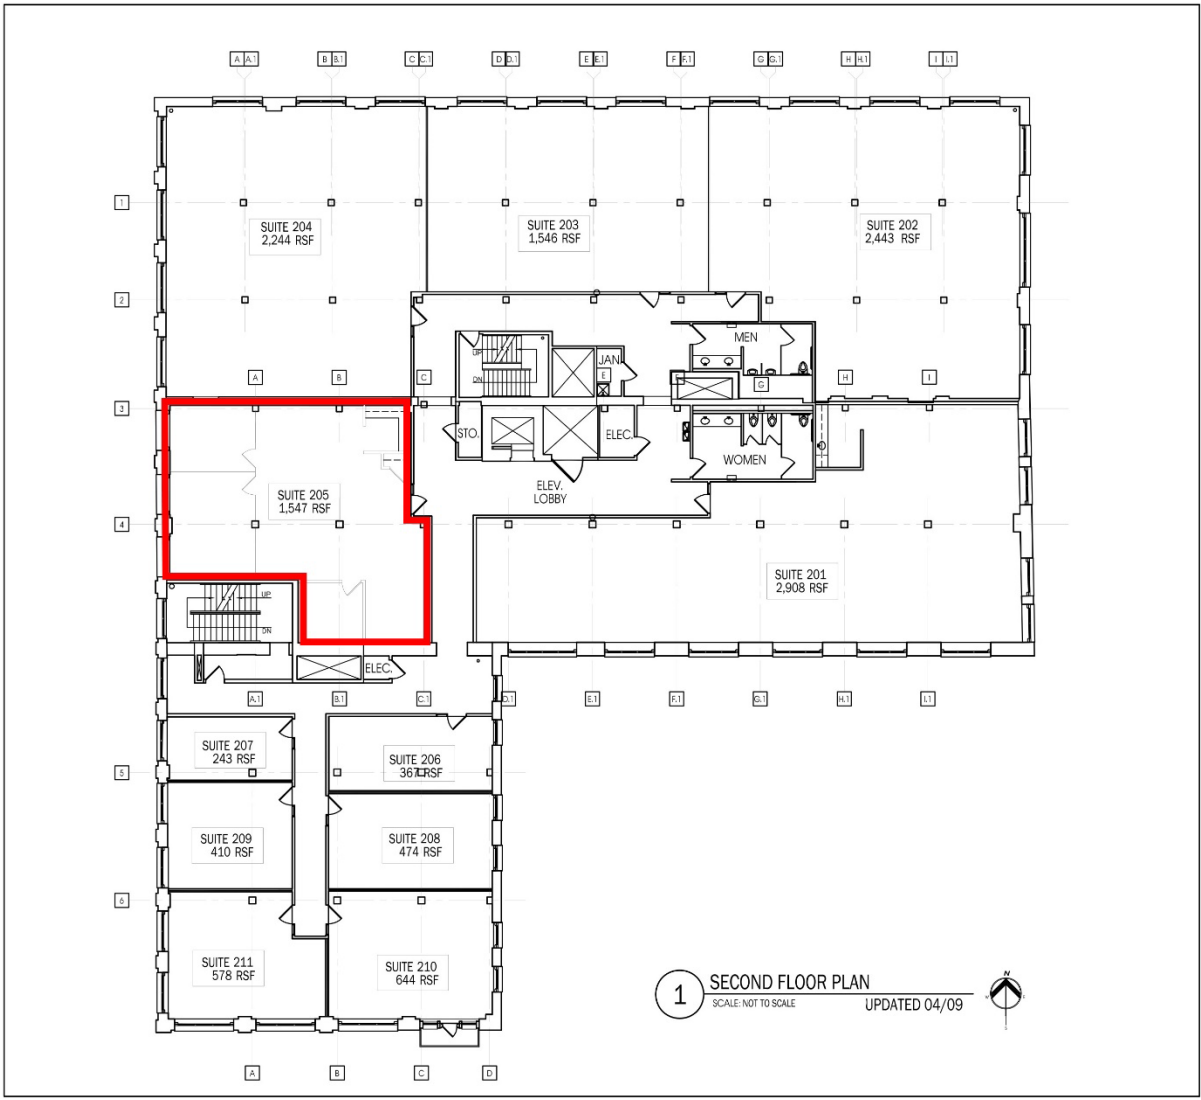 A A.1 B B.1 C C.1 D D.1 E E.1 F F.1 G G.1 H H.1 I I.1
1
SUITE 204
2,244 RSF
SUITE 203
1,546 RSF
SUITE 202
2,443 RSF
2
MEN
UP
DN
JAN
E
A B C G H I
3
STO.
ELEC.
WOMEN
ELEV.
LOBBY
SUITE 205
1,547 RSF
4
SUITE 201
2,908 RSF
UP
DN
ELEC.
A.1 B.1 C.1 D.1 E.1 F.1 G.1 H.1 I.1
SUITE 207
243 RSF
SUITE 206
367 RSF
5
SUITE 209
410 RSF
SUITE 208
474 RSF
6
SUITE 211
578 RSF
SUITE 210
644 RSF
1
SECOND FLOOR PLAN
SCALE: NOT TO SCALE
UPDATED 04/09
N
A B C D